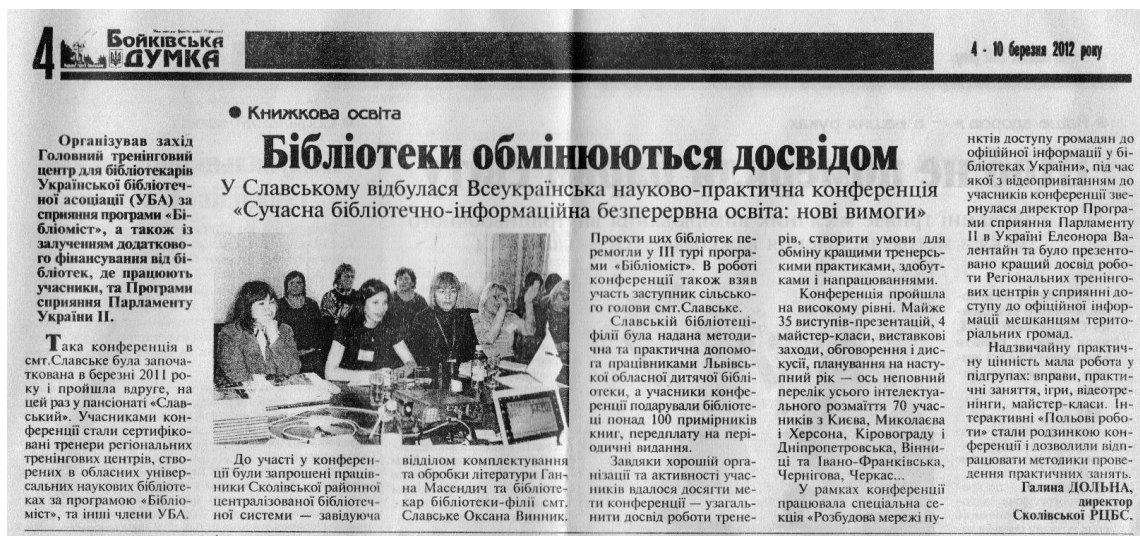 4
Бойківська
ДУМКА
4 - 10 березня 2012 року
● Книжкова освіта
Бібліотеки обмінюються досвідом
У Славському відбулася Всеукраїнська науково-практична конференція
«Сучасна бібліотечно-інформаційна безперервна освіта: нові вимоги»
Організував захід
Головний тренінговий
центр для бібліотекарів
Української бібліотеч-
ної асоціації (УБА) за
сприяння програми «Бі-
бліоміст», а також із
залученням додатково-
го фінансування від бі-
бліотек, де працюють
учасники, та Програми
сприяння Парламенту
України ІІ.
Така конференція в
смт.Славське була започа-
ткована в березні 2011 ро-
ку і пройшла вдруге, на
цей раз у пансіонаті «Слав-
ський». Учасниками кон-
ференції стали сертифіко-
вані тренери регіональних
тренінгових центрів, ство-
рених в обласних універ-
сальних наукових бібліоте-
ках за програмою «Бібліо-
міст», та інші члени УБА.
До участі у конферен-
ції були запрошені праців-
ники Сколівської районної
централізованої бібліотеч-
ної системи — завідуюча
відділом комплектування
та обробки літератури Ган-
на Масендич та бібліоте-
кар бібліотеки-філії смт.
Славське Оксана Винник.
Проекти цих бібліотек пе-
ремогли у ІІІ турі програ-
ми «Бібліоміст». В роботі
конференції також взяв
участь заступник сільсько-
го голови смт.Славське.
Славській бібліотеці-
філії була надана методи-
чна та практична допомо-
га працівниками Львівсь-
кої обласної дитячої бібл-
іотеки, а учасники конфе-
ренції подарували бібліоте-
ці понад 100 примірників
книг, передплату на пері-
одичні видання.
Завдяки хорошій орга-
нізації та активності учас-
ників вдалося досягти ме-
ти конференції — узагаль-
нити досвід роботи трене-
рів, створити умови для
обміну кращими тренерсь-
кими практиками, здобут-
ками і напрацюваннями.
Конференція пройшла
на високому рівні. Майже
35 виступів-презентацій, 4
майстер-класи, виставкові
заходи, обговорення і дис-
кусії, планування на насту-
пний рік — ось неповний
перелік усього інтелекту-
ального розмаїття 70 учас-
ників з Києва, Миколаєва
і Херсона, Кіровограду і
Дніпропетровська, Вінни-
ці та Івано-Франківська,
Чернігова, Черкас...
У рамках конференції
працювала спеціальна се-
кція «Розбудова мережі пу-
нктів доступу громадян до
офіційної інформації у бі-
бліотеках України», під час
якої з відеопривітанням до
учасників конференції звер-
нулася директор Програ-
ми сприяння Парламенту
ІІ в Україні Елеонора Ва-
лентайн та було презенто-
вано кращий досвід робо-
ти Регіональних тренінго-
вих центрів у сприянні до-
ступу до офіційної інфор-
мації мешканцям терито-
ріальних громад.
Надзвичайну практич-
ну цінність мала робота у
підгрупах: вправи, практи-
чні заняття, ігри, відеотре-
нінги, майстер-класи. Ін-
терактивні «Польові робо-
ти» стали родзинкою кон-
ференції і дозволили відп-
рацювати методики прове-
дення практичних занять.
Галина ДОЛЬНА,
директор
Сколівської РЦБС.